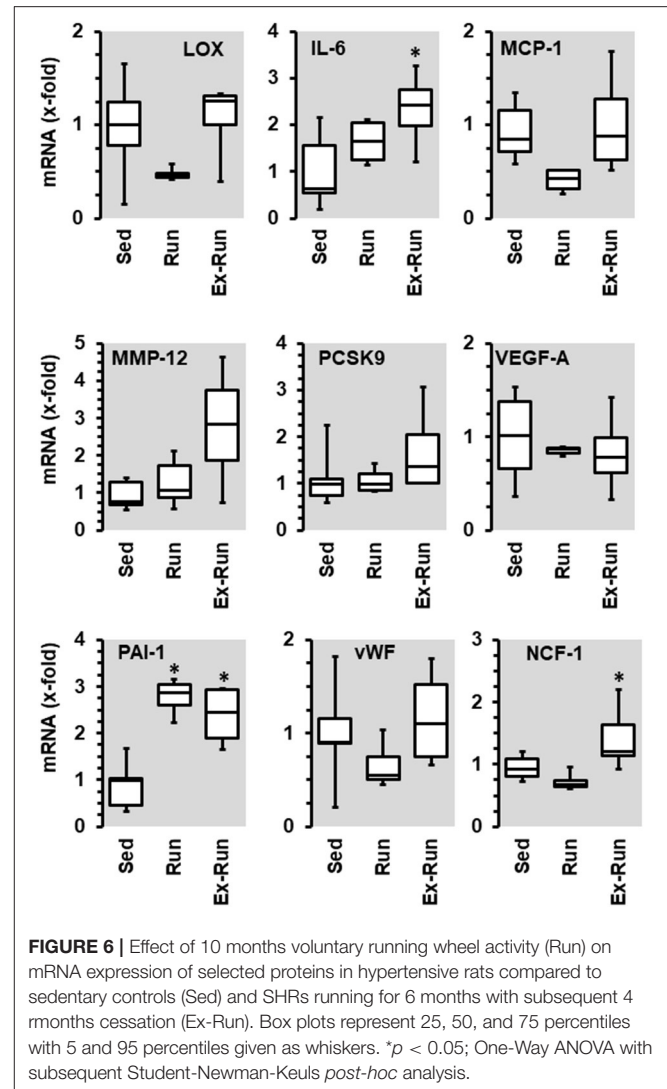 LOX
IL-6
*
MCP-1
mRNA (x-fold)
2
1
0
4
3
2
1
0
2
1
0
Sed
Run
Ex-Run
Sed
Run
Ex-Run
Sed
Run
Ex-Run
MMP-12
PCSK9
VEGF-A
mRNA (x-fold)
5
4
3
2
1
0
4
3
2
1
0
2
1
0
Sed
Run
Ex-Run
Sed
Run
Ex-Run
Sed
Run
Ex-Run
PAI-1
*
*
vWF
NCF-1
*
mRNA (x-fold)
4
3
2
1
0
2
1
0
3
2
1
0
Sed
Run
Ex-Run
Sed
Run
Ex-Run
Sed
Run
Ex-Run
FIGURE 6 | Effect of 10 months voluntary running wheel activity (Run) on
mRNA expression of selected proteins in hypertensive rats compared to
sedentary controls (Sed) and SHRs running for 6 months with subsequent 4
rmonths cessation (Ex-Run). Box plots represent 25, 50, and 75 percentiles
with 5 and 95 percentiles given as whiskers. *p < 0.05; One-Way ANOVA with
subsequent Student-Newman-Keuls post-hoc analysis.